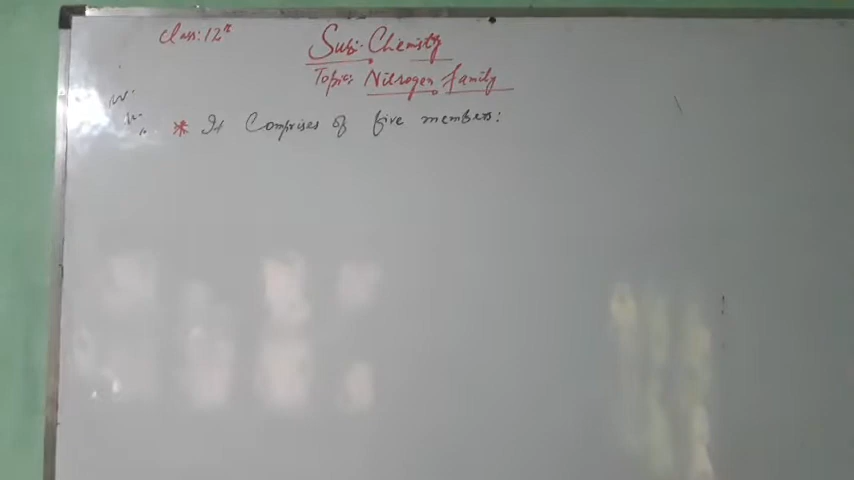 Class: 12th
Sub:- Chemistry
Topic: Nitrogen family
* It Comprises of five members: